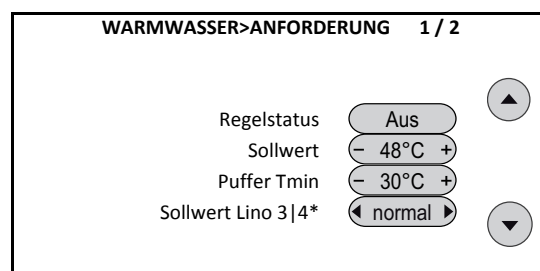 WARMWASSER>ANFORDERUNG 1 / 2
Regelstatus Aus
Sollwert − 48°C +
Puffer Tmin − 30°C +
Sollwert Lino 3|4* normal